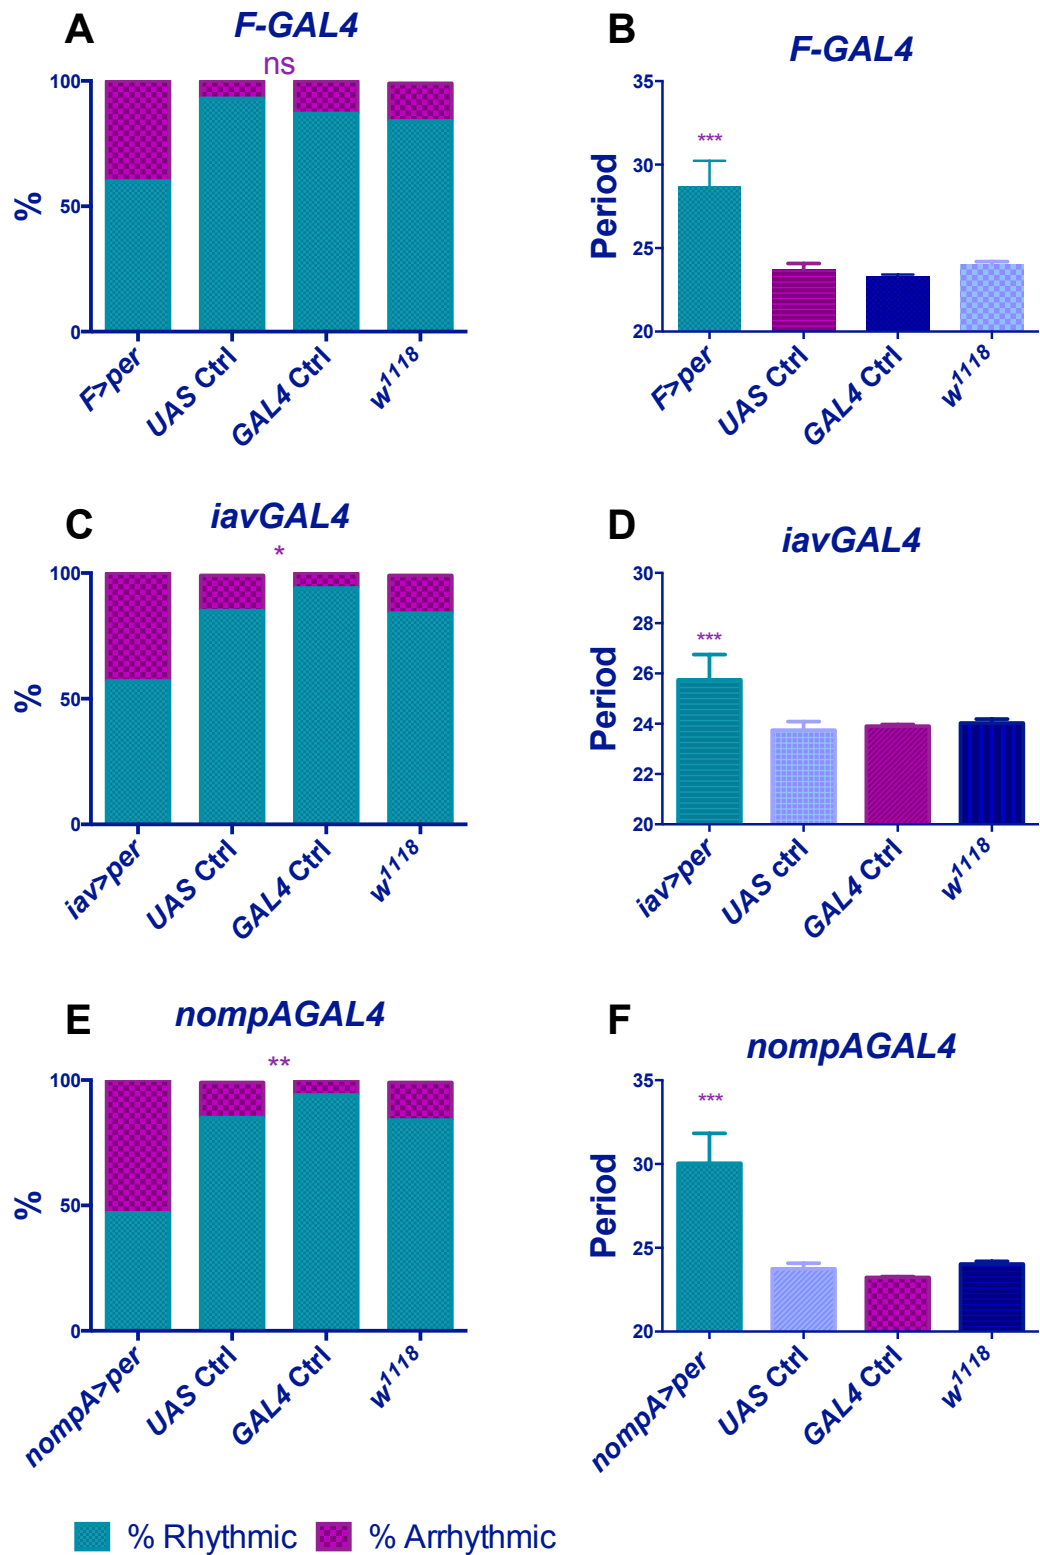 A
F-GAL4
ns
100
50
0
%
F>per
UAS Ctrl
GAL4 Ctrl
w1118
B
F-GAL4
***
35
30
25
20
Period
F>per
UAS Ctrl
GAL4 Ctrl
w1118
C
iavGAL4
*
100
50
0
%
iav>per
UAS Ctrl
GAL4 Ctrl
w1118
D
iavGAL4
***
30
28
26
24
22
20
Period
iav>per
UAS Ctrl
GAL4 Ctrl
w1118
E
nompAGAL4
**
100
50
0
%
nompA>per
UAS Ctrl
GAL4 Ctrl
w1118
F
nompAGAL4
***
35
30
25
20
Period
nompA>per
UAS Ctrl
GAL4 Ctrl
w1118
% Rhythmic % Arrhythmic